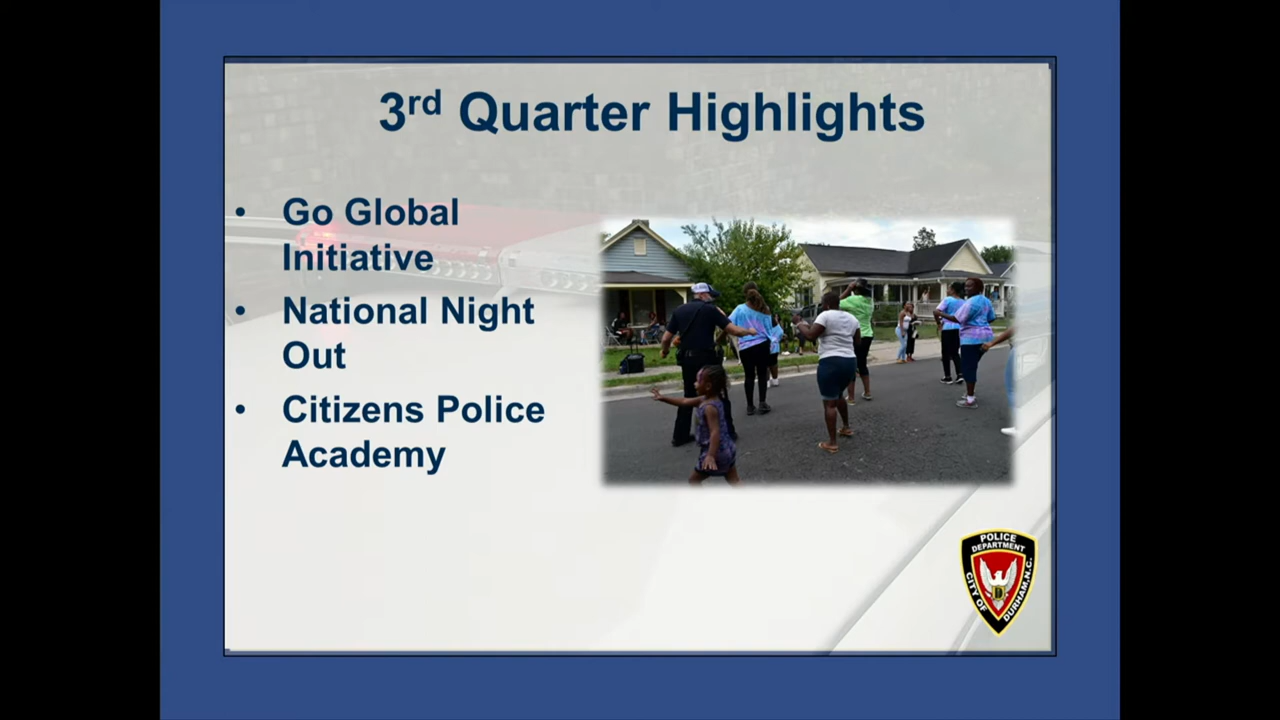 3rd Quarter Highlights
• Go Global
Initiative
• National Night
Out
• Citizens Police
Academy
POLICE
DEPARTMENT
CITY OF
DURHAM, N.C.
D